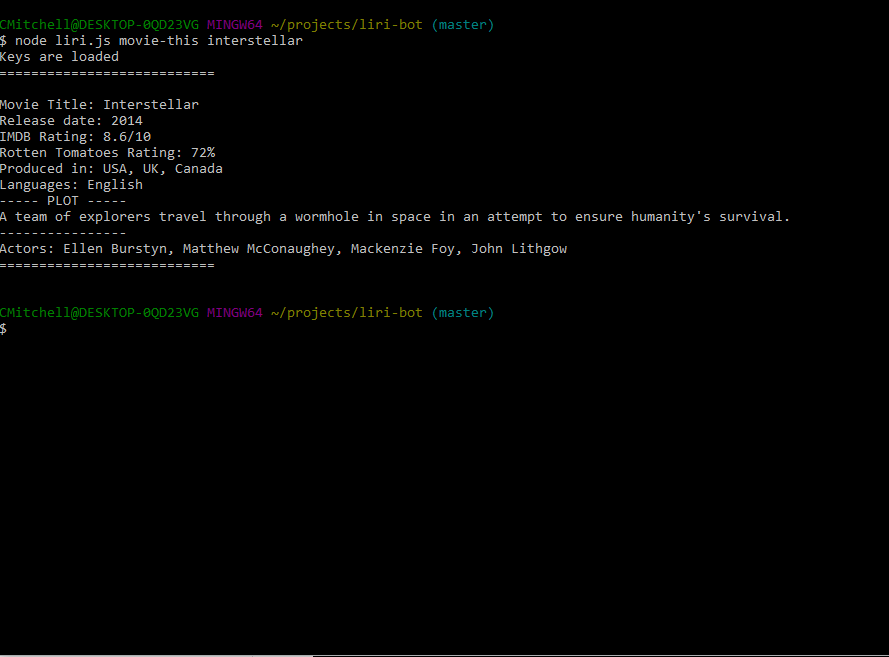 CMitchell@DESKTOP-0QD23VG MINGW64 ~/projects/liri-bot (master)
$ node liri.js movie-this interstellar
Keys are loaded
===========================
Movie Title: Interstellar
Release date: 2014
IMDB Rating: 8.6/10
Rotten Tomatoes Rating: 72%
Produced in: USA, UK, Canada
Languages: English
----- PLOT -----
A team of explorers travel through a wormhole in space in an attempt to ensure humanity's survival.
----------------
Actors: Ellen Burstyn, Matthew McConaughey, Mackenzie Foy, John Lithgow
===========================
CMitchell@DESKTOP-0QD23VG MINGW64 ~/projects/liri-bot (master)
$